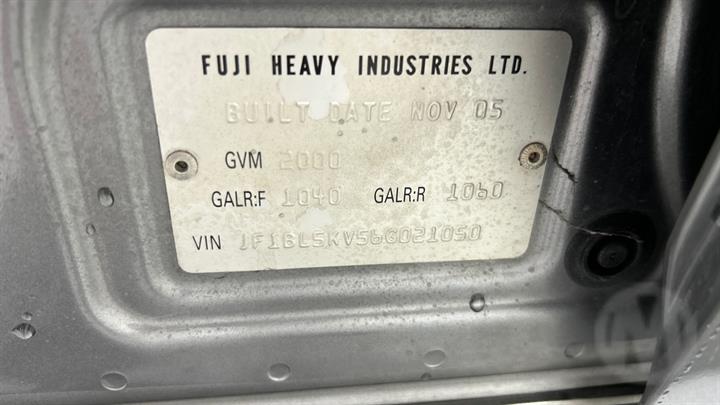 FUJI HEAVY INDUSTRIES LTD.
BUILT DATE NOV 05
GVM 2000
GALR:F 1040 GALR:R 1060
VIN JF1BL5KV56G021050